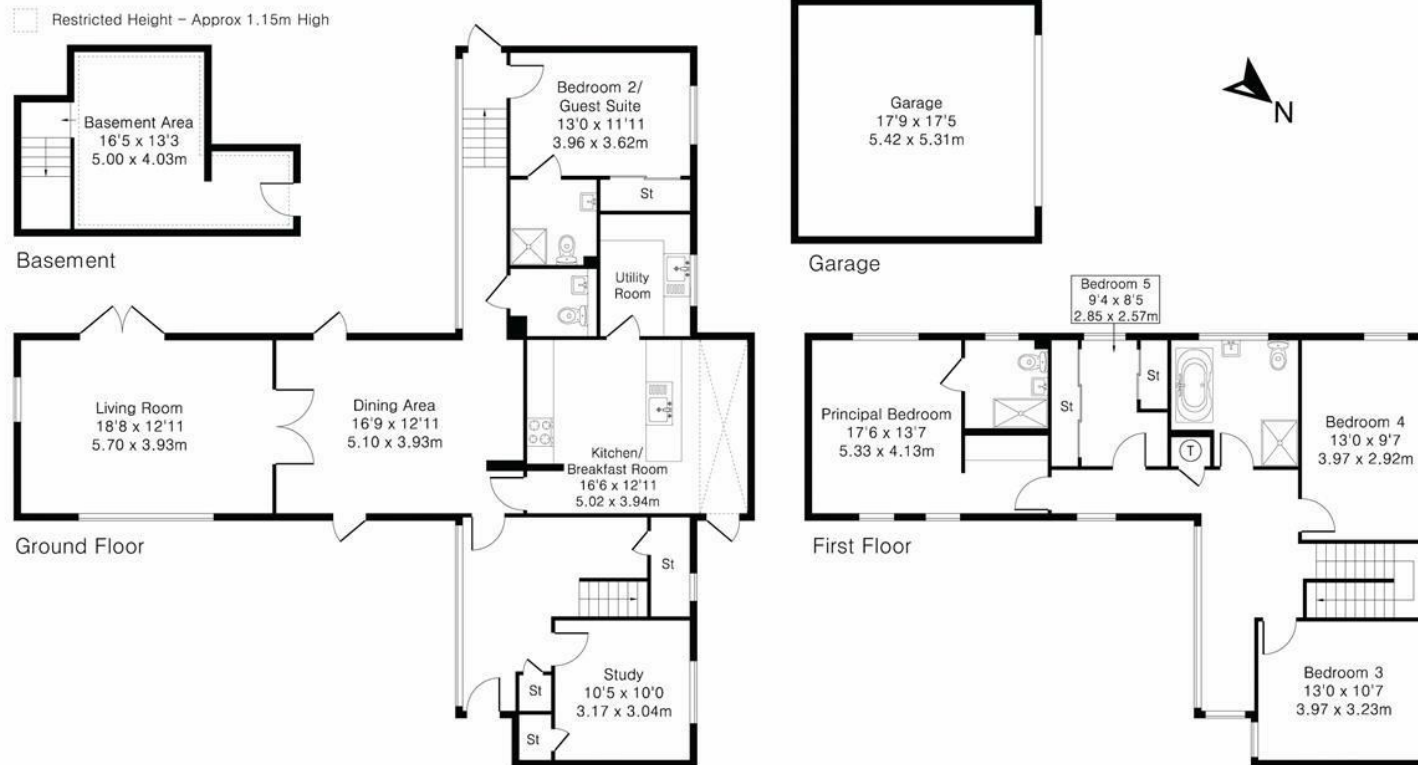 Restricted Height - Approx 1.15m High
Basement Area
16'5 x 13'3
5.00 x 4.03m
Basement
Bedroom 2/
Guest Suite
13'0 x 11'11
3.96 x 3.62m
St
Utility
Room
Garage
17'9 x 17'5
5.42 x 5.31m
N
Garage
Living Room
18'8 x 12'11
5.70 x 3.93m
Dining Area
16'9 x 12'11
5.10 x 3.93m
Kitchen/
Breakfast Room
16'6 x 12'11
5.02 x 3.94m
Ground Floor
St
Study
10'5 x 10'0
3.17 x 3.04m
St
St
Bedroom 5
9'4 x 8'5
2.85 x 2.57m
Principal Bedroom
17'6 x 13'7
5.33 x 4.13m
St
St
T
Bedroom 4
13'0 x 9'7
3.97 x 2.92m
First Floor
Bedroom 3
13'0 x 10'7
3.97 x 3.23m